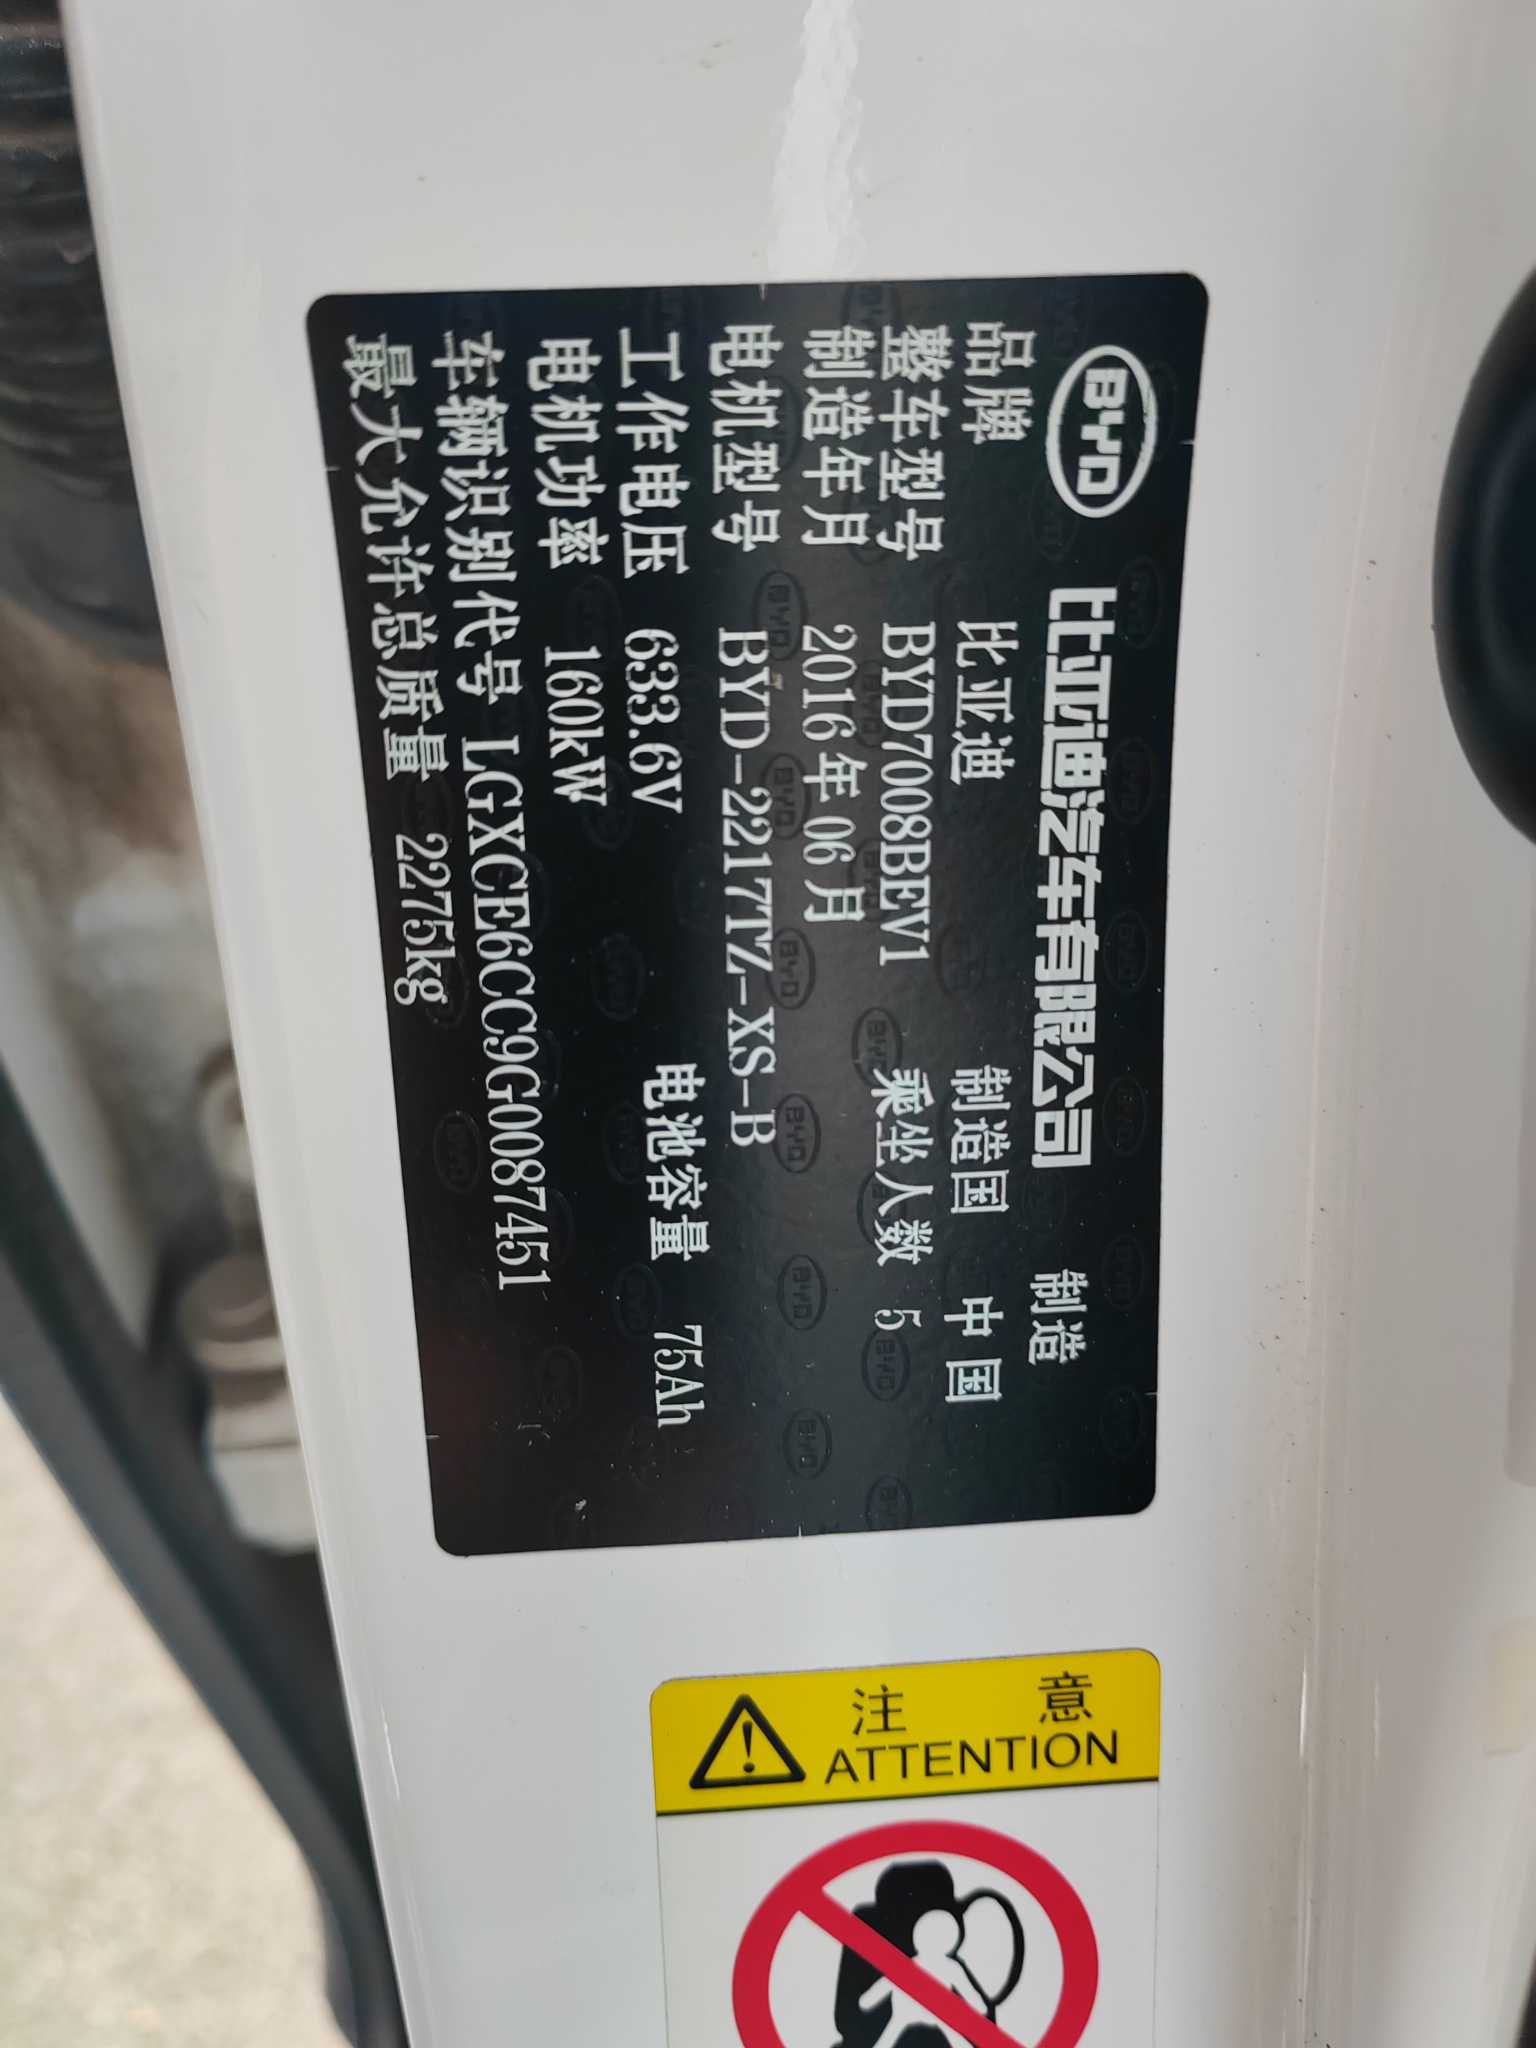 BYD 比亚迪汽车有限公司 制造
品牌 比亚迪 制造国 中国
整车型号 BYD7008BEV1 乘坐人数 5
制造年月 2016年06月
电机型号 BYD-2217TZ-XS-B
工作电压 633.6V 电池容量 75Ah
电机功率 160kW
车辆识别代号 LGXCE6CC9G0087451
最大允许总质量 2275kg
注 意
ATTENTION